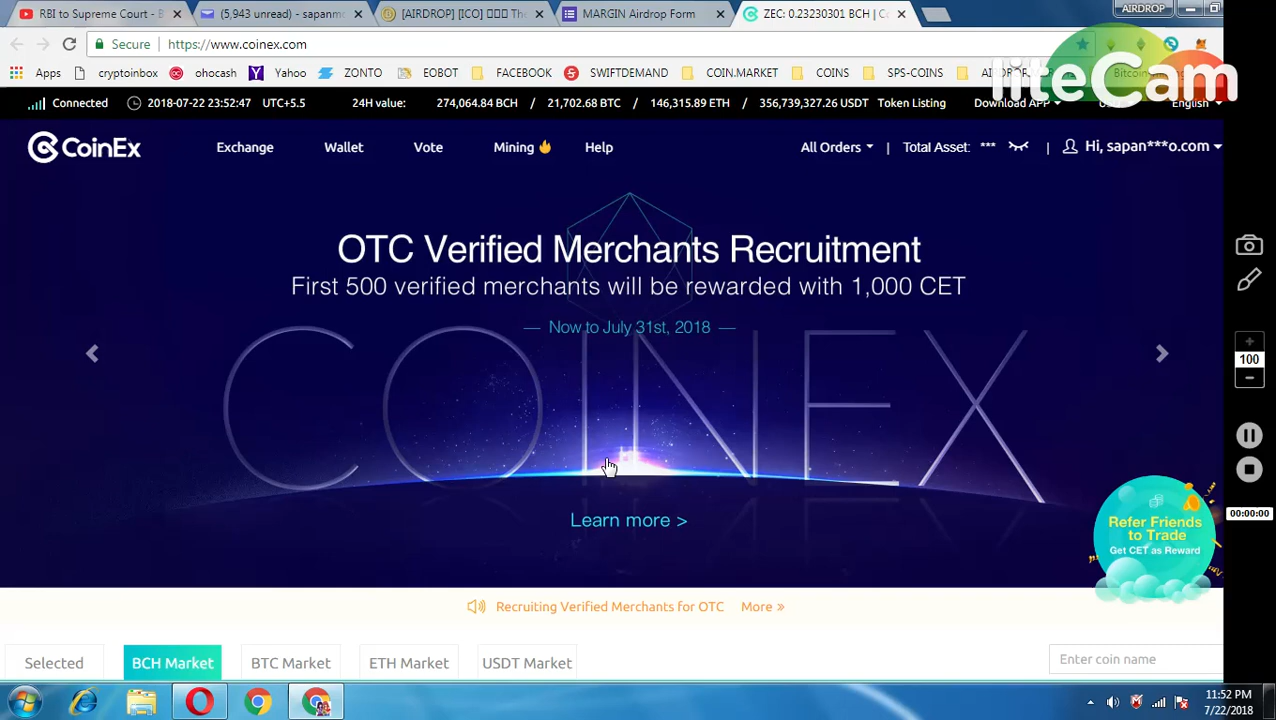 RBI to Supreme Court - B
(5,943 unread) - sapanmo
[AIRDROP] [ICO]
MARGIN Airdrop Form
ZEC: 0.23230301 BCH | C
AIRDROP
Secure
https://www.coinex.com
Apps
cryptoinbox
ohocash
Yahoo
EOBOT
FACEBOOK
SWIFTDEMAND
COIN.MARKET
COINS
SPS-COINS
liteCam
Connected
2018-07-22 23:52:47
UTC+5.5
24H value:
274,064.84 BCH
/ 21,702.68 BTC
/ 146,315.89 ETH
/ 356,739,327.26 USDT
Token Listing
Download APP
English
CoinEx
Exchange
Wallet
Vote
Mining
Help
All Orders
Total Asset: ***
Hi, sapan***o.com
OTC Verified Merchants Recruitment
First 500 verified merchants will be rewarded with 1,000 CET
— Now to July 31st, 2018 —
COINEX
Learn more >
Refer Friends
to Trade
Get CET as Reward
Recruiting Verified Merchants for OTC
More »
Selected
BCH Market
BTC Market
ETH Market
USDT Market
Enter coin name
100
00:00:00
11:52 PM
7/22/2018